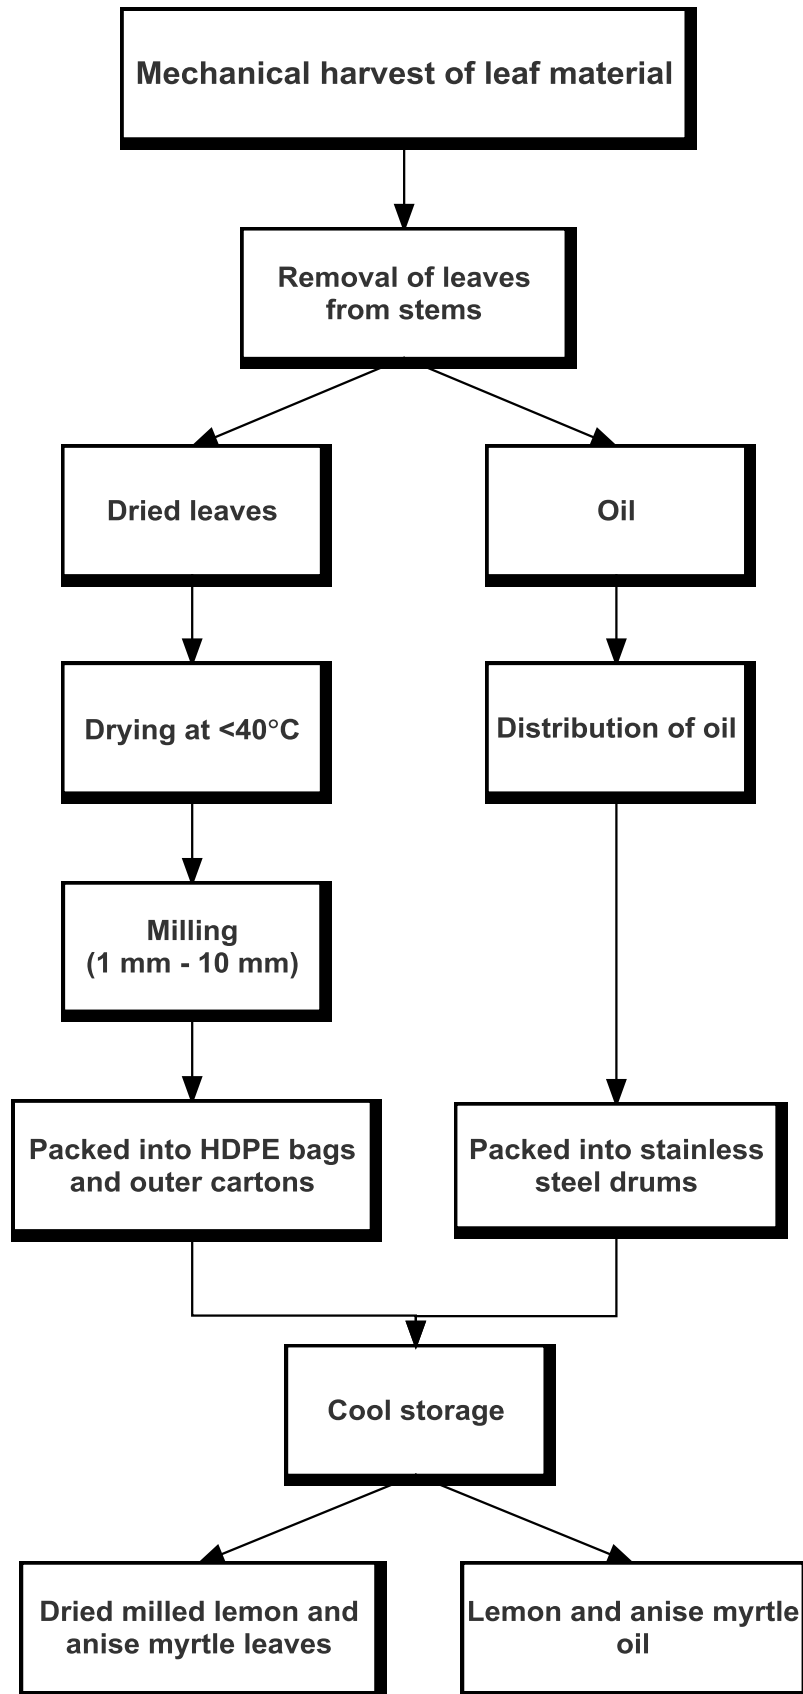 Mechanical harvest of leaf material
Removal of leaves
from stems
Dried leaves
Oil
Drying at <40°C
Distribution of oil
Milling
(1 mm - 10 mm)
Packed into HDPE bags
and outer cartons
Packed into stainless
steel drums
Cool storage
Dried milled lemon and
anise myrtle leaves
Lemon and anise myrtle
oil